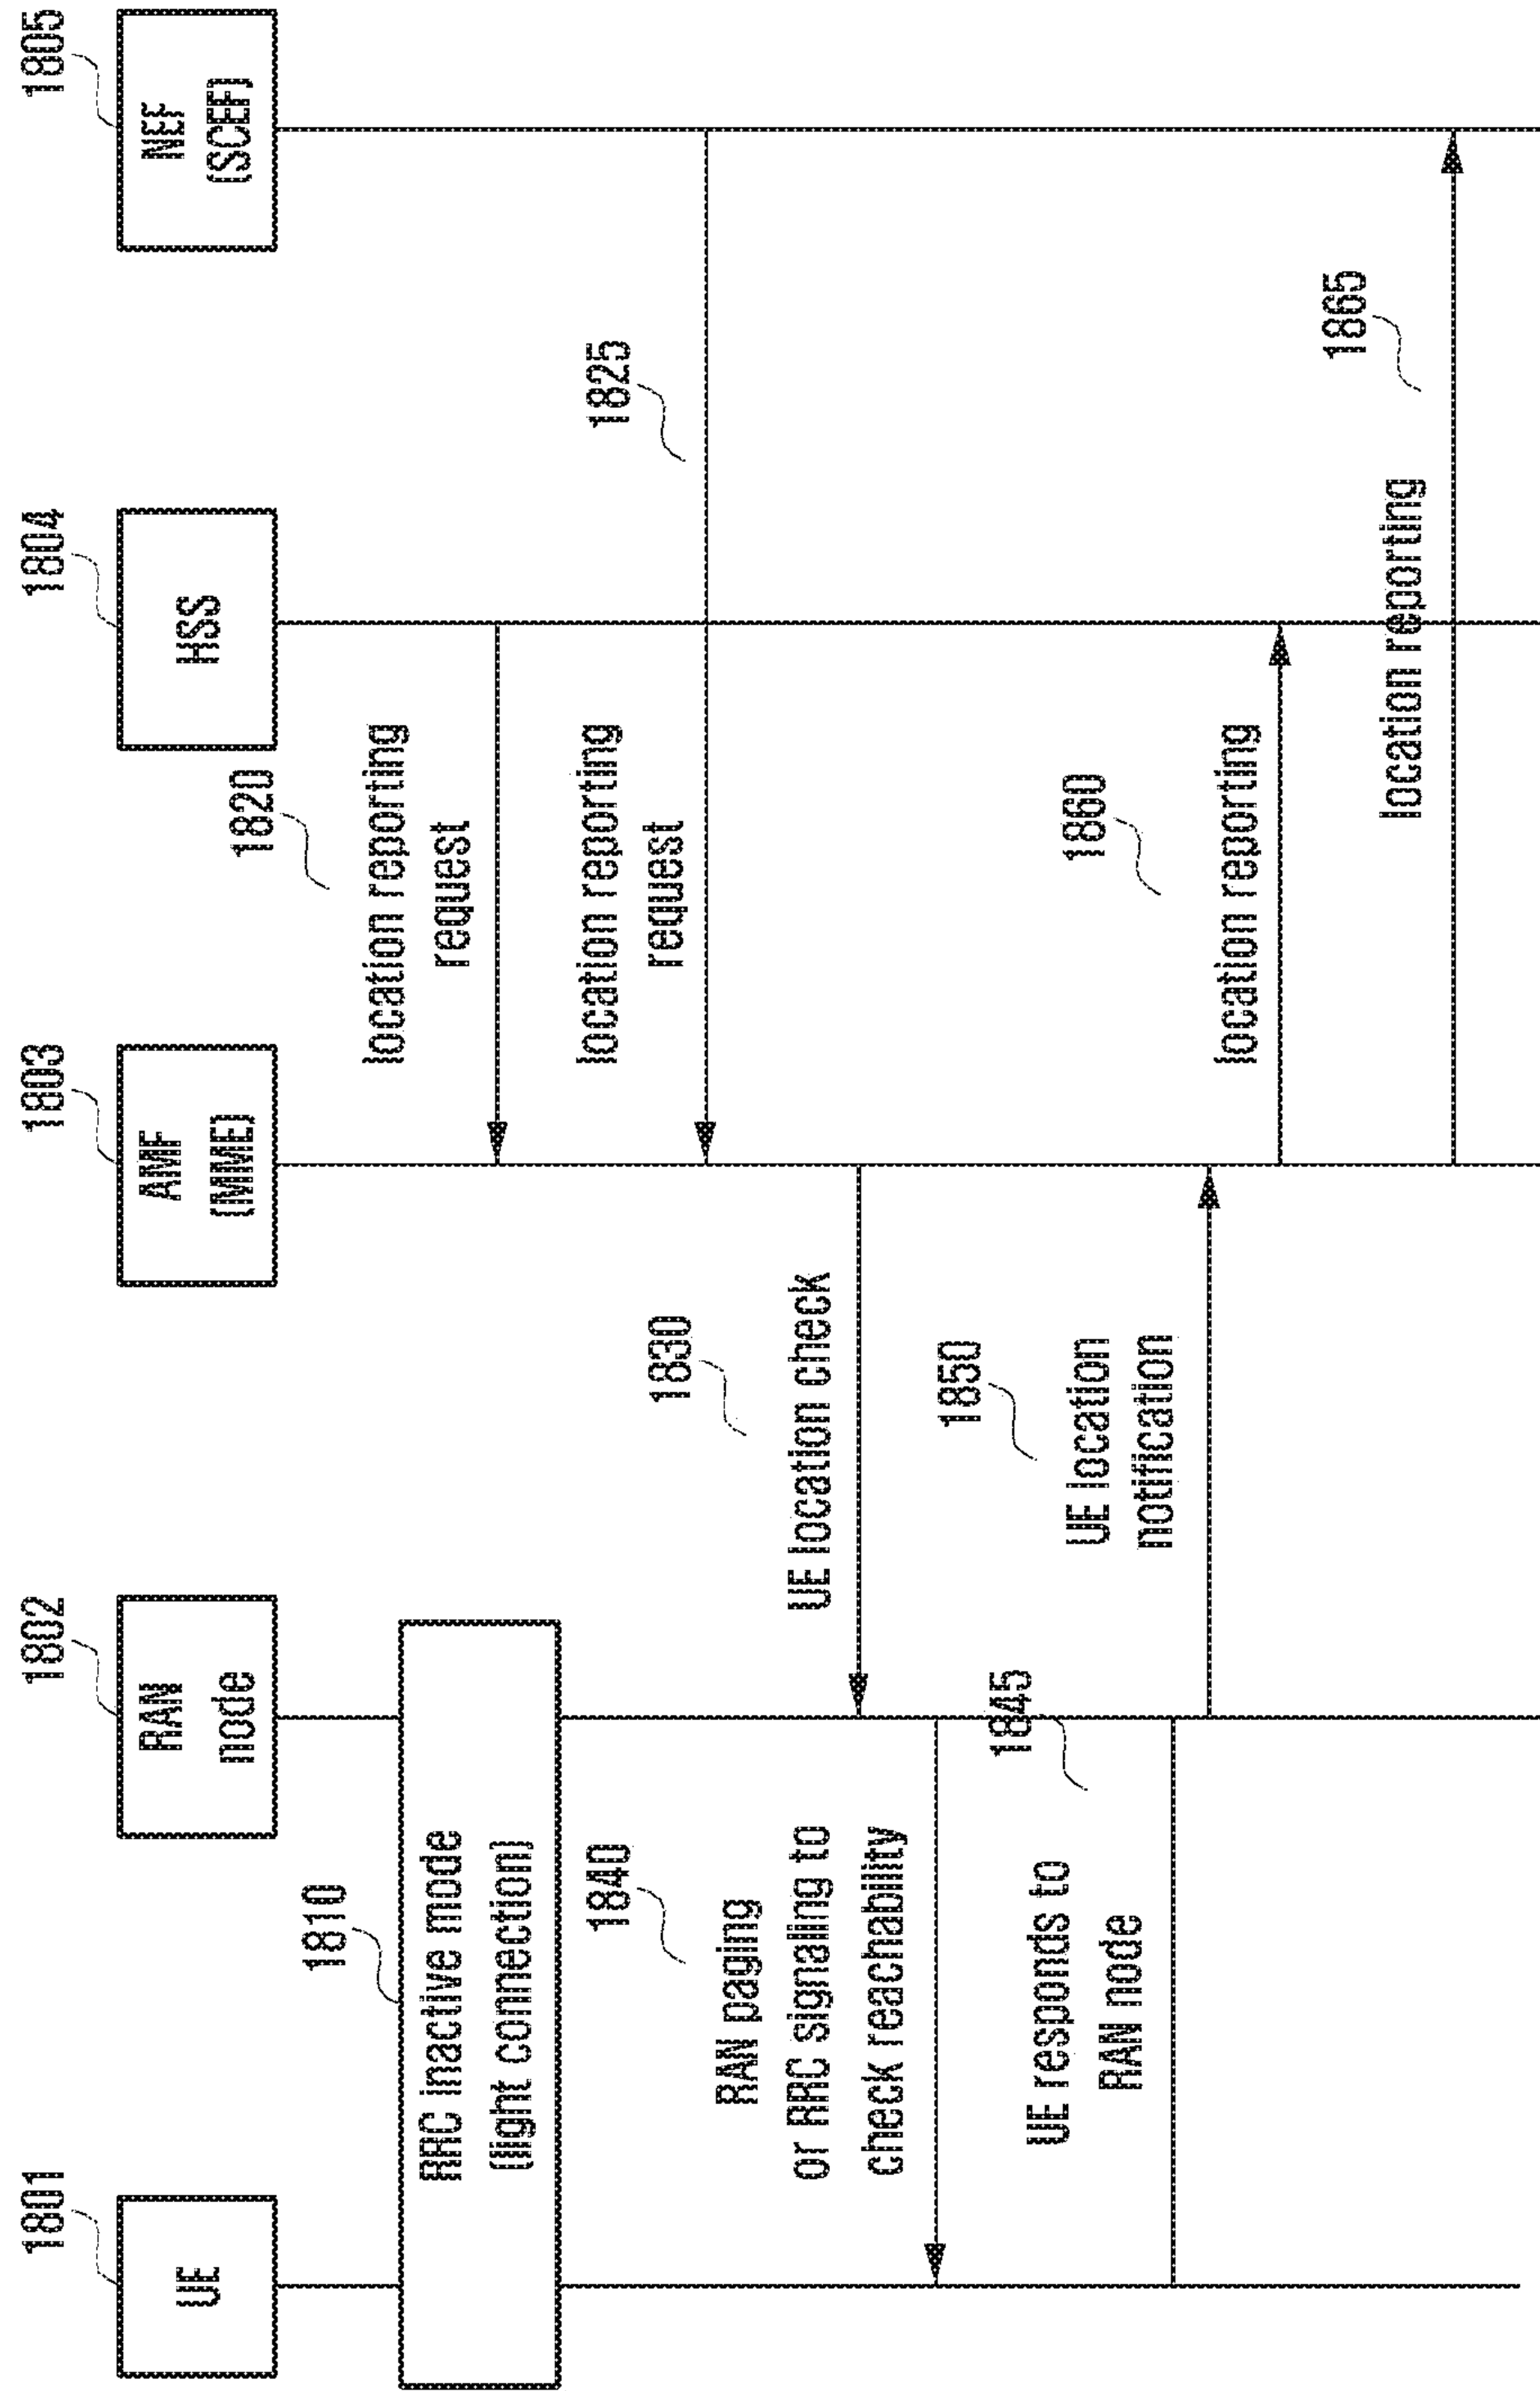 1801
UE
1802
RAN
node
1803
AMF
(MME)
1804
HSS
1805
NEF
(SCEF)
1810
RRC inactive mode
(light connection)
1820
location reporting
request
1825
location reporting
request
1830
UE location check
1840
RAN paging
or RRC signaling to
check reachability
1845
UE responds to
RAN node
1850
UE location
notification
1860
location reporting
1865
location reporting